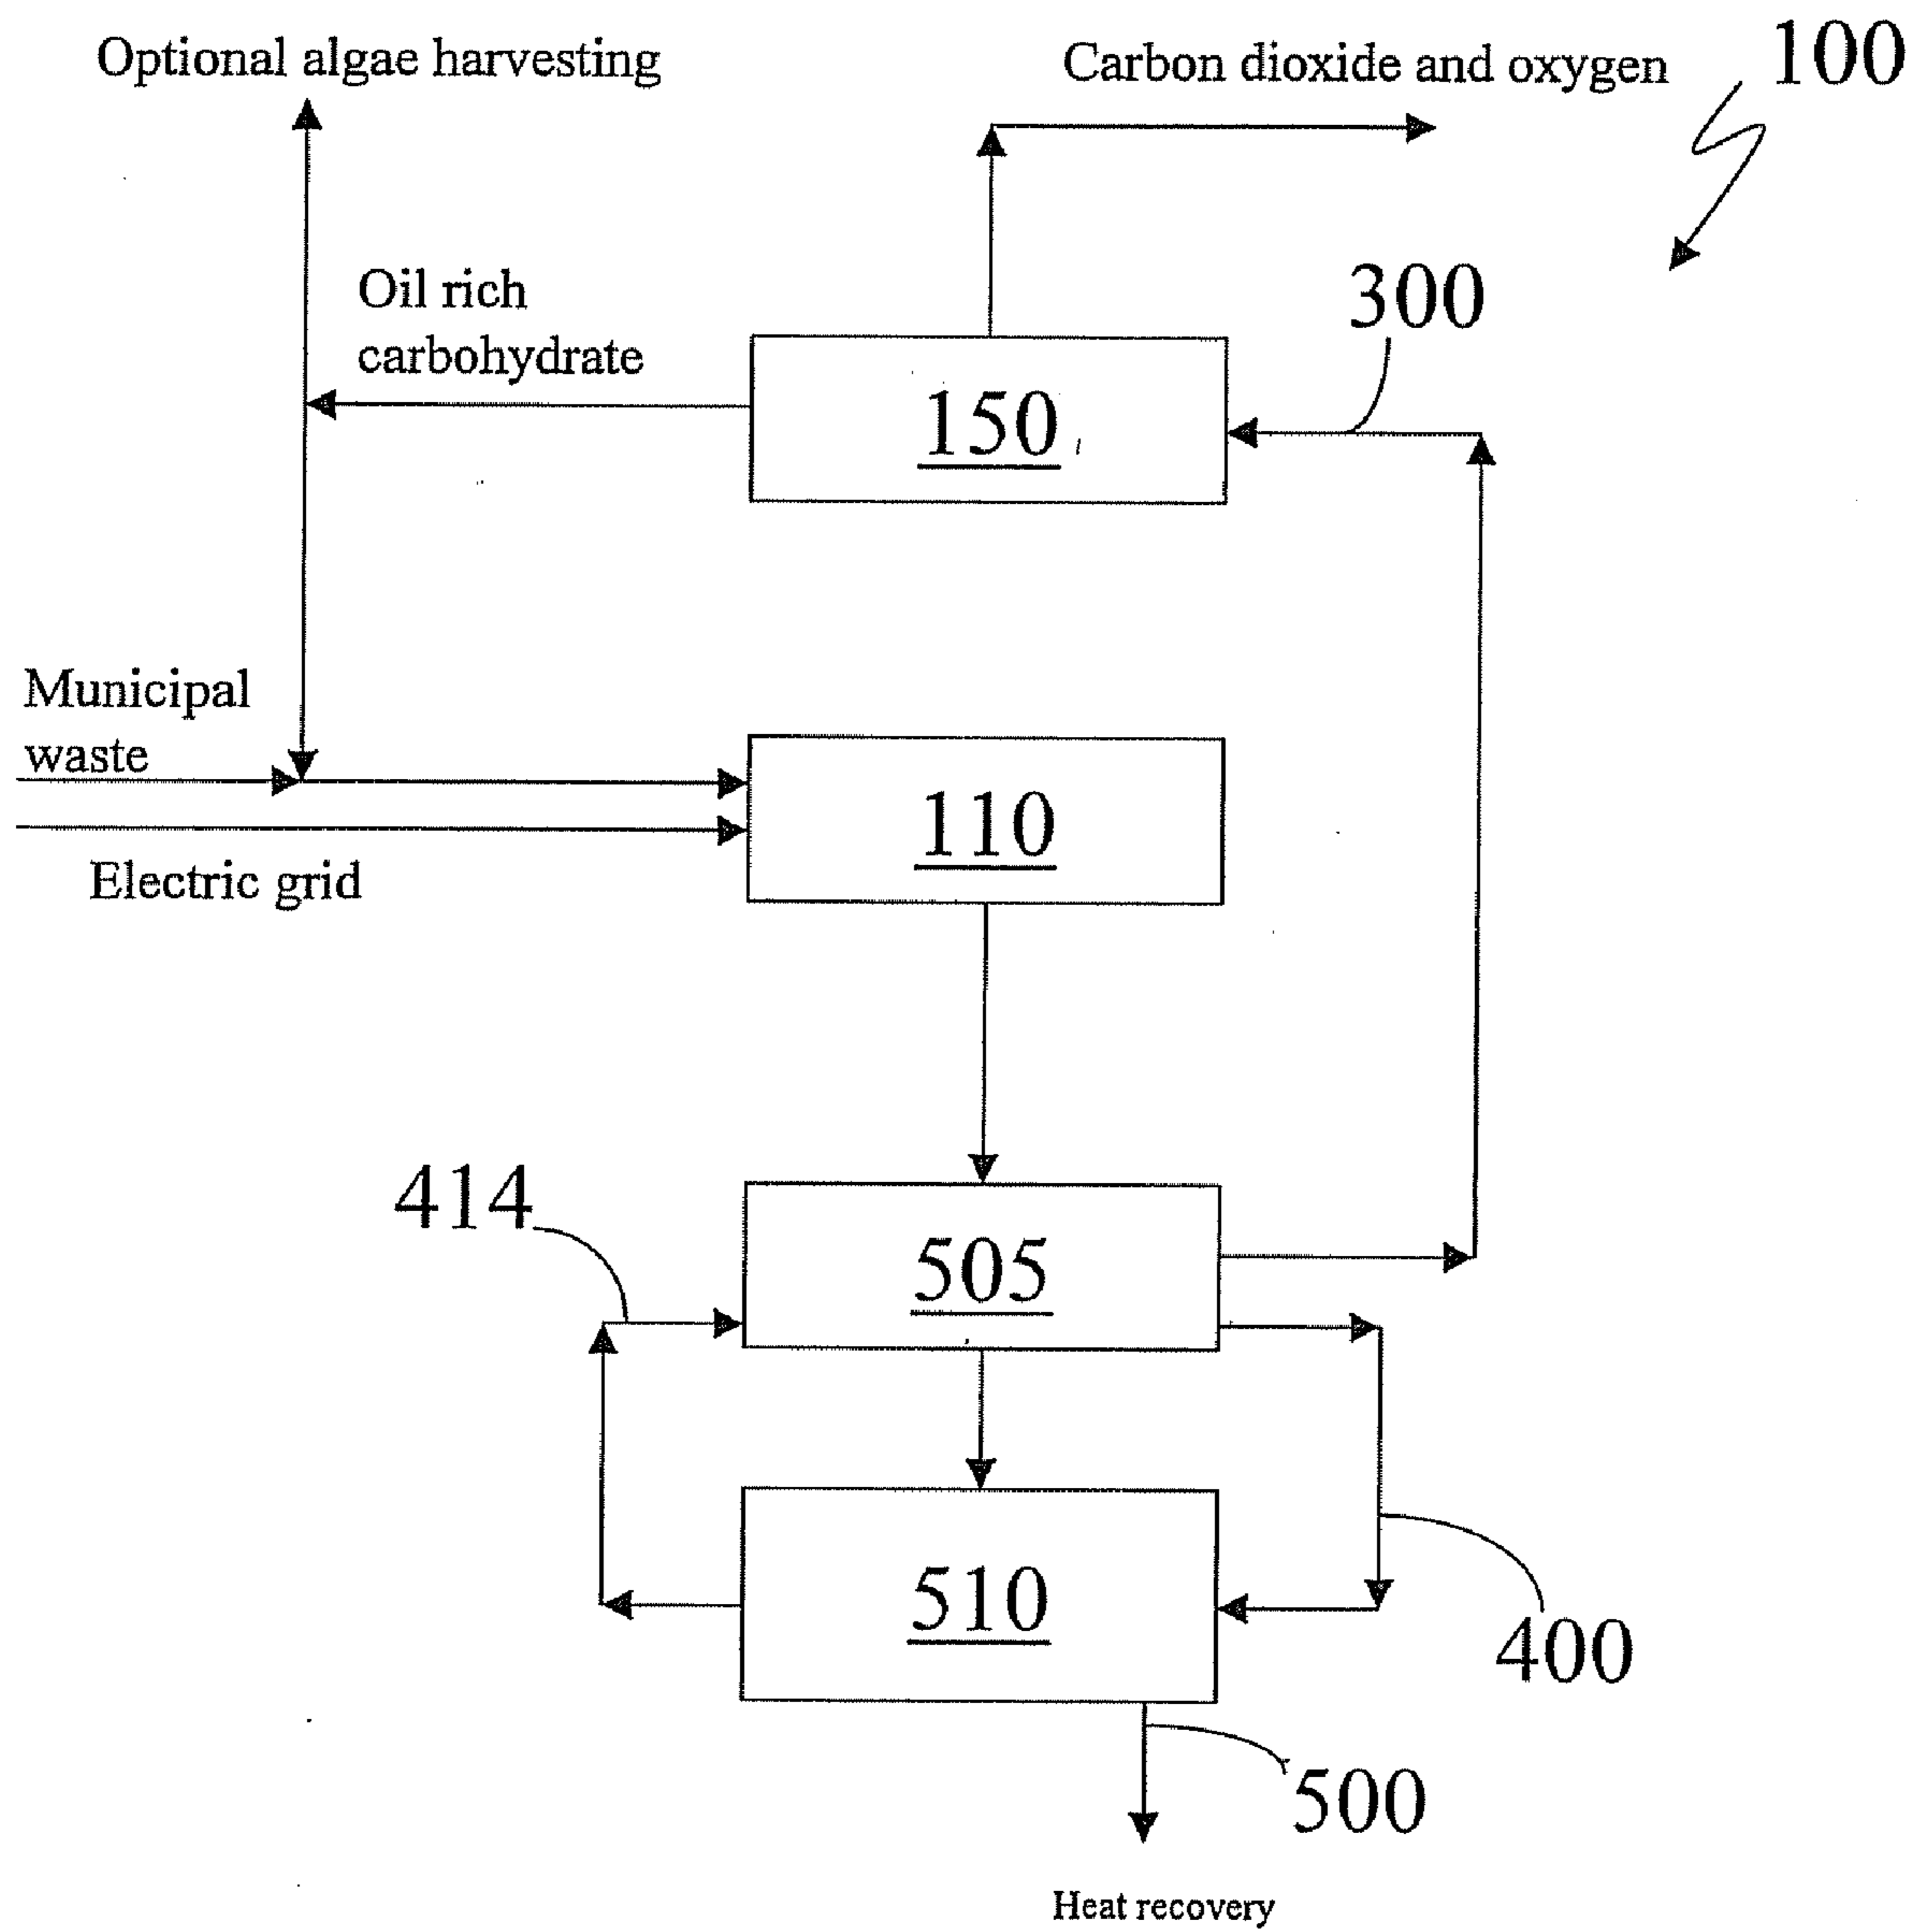 Optional algae harvesting
Carbon dioxide and oxygen
100
Oil rich
carbohydrate
300
150
Municipal
waste
110
Electric grid
414
505
510
400
500
Heat recovery